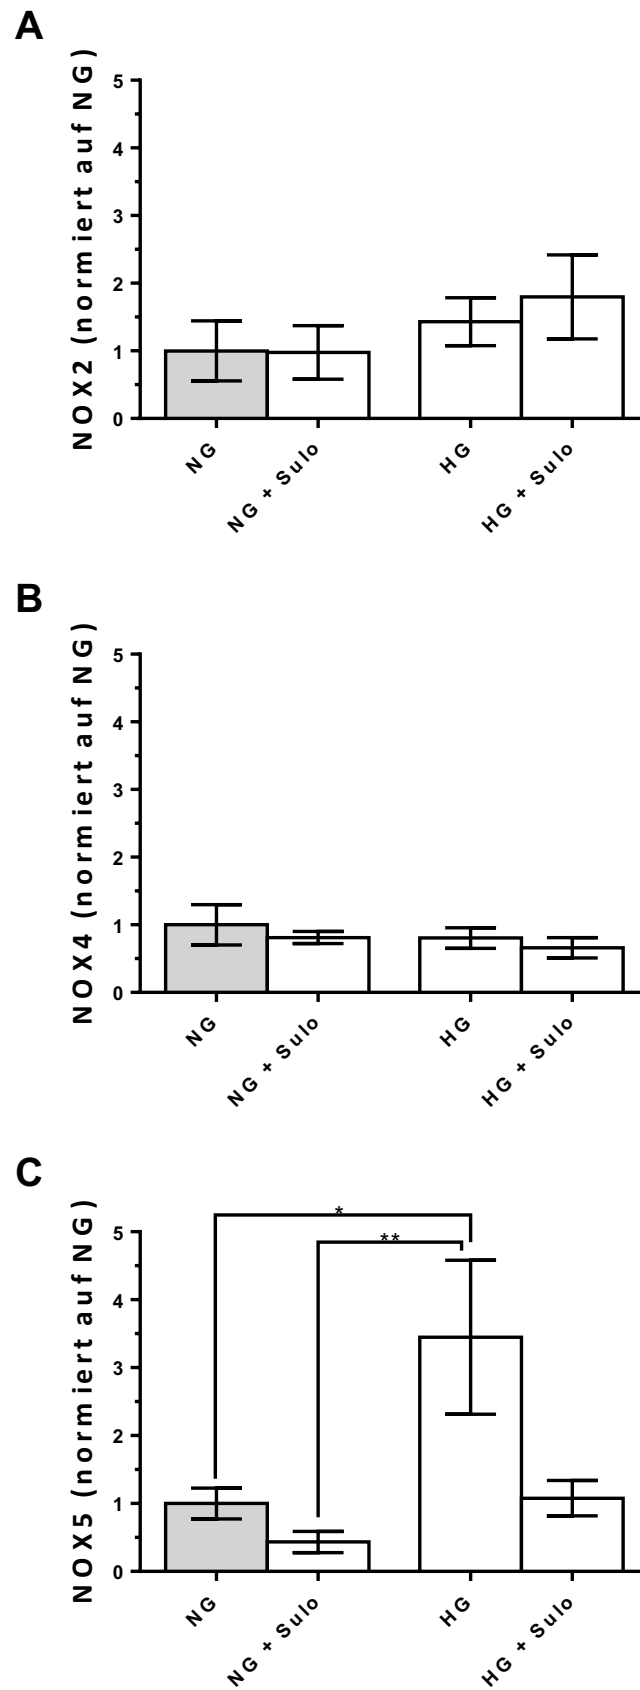 A
NOX2 (normiert auf NG)
5
4
3
2
1
0
NG
NG + Sulo
HG
HG + Sulo
B
NOX4 (normiert auf NG)
5
4
3
2
1
0
NG
NG + Sulo
HG
HG + Sulo
C
NOX5 (normiert auf NG)
*
**
5
4
3
2
1
0
NG
NG + Sulo
HG
HG + Sulo